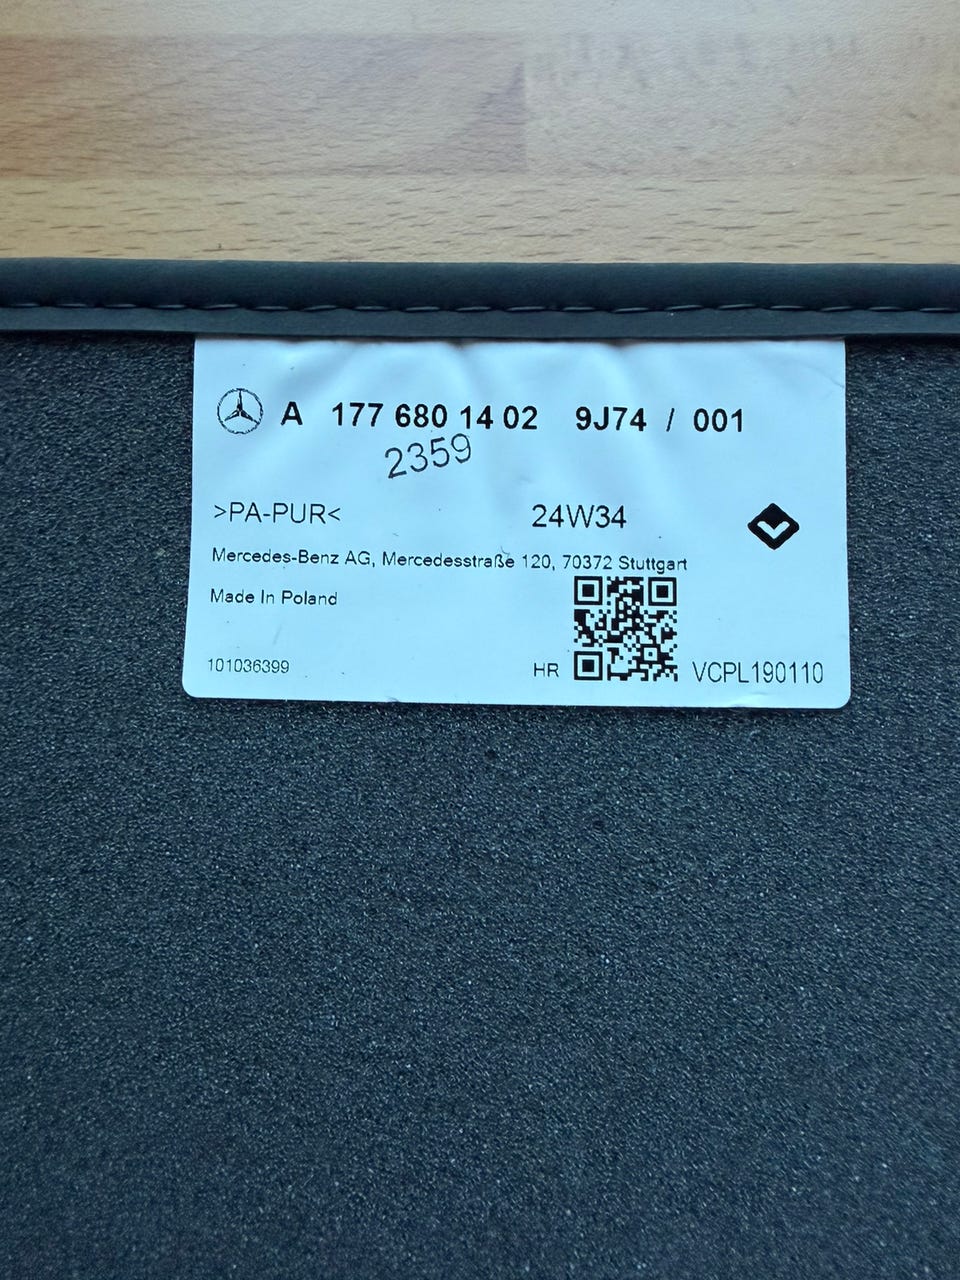 A 177 680 14 02 9J74 / 001
2359
>PA-PUR< 24W34
Mercedes-Benz AG, Mercedesstraße 120, 70372 Stuttgart
Made In Poland
101036399 HR VCPL190110